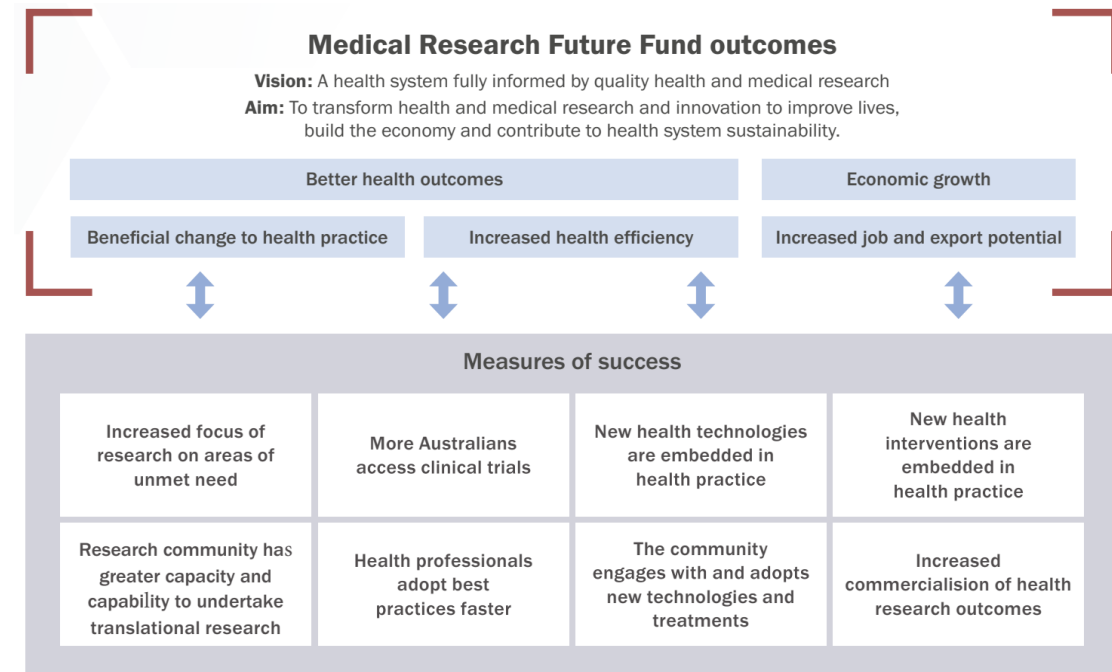 Medical Research Future Fund outcomes
Vision: A health system fully informed by quality health and medical research
Aim: To transform health and medical research and innovation to improve lives,
build the economy and contribute to health system sustainability.
Better health outcomes
Economic growth
Beneficial change to health practice
Increased health efficiency
Increased job and export potential
Measures of success
Increased focus of
research on areas of
unmet need
More Australians
access clinical trials
New health technologies
are embedded in
health practice
New health
interventions are
embedded in
health practice
Research community has
greater capacity and
capability to undertake
translational research
Health professionals
adopt best
practices faster
The community
engages with and adopts
new technologies and
treatments
Increased
commercialision of health
research outcomes